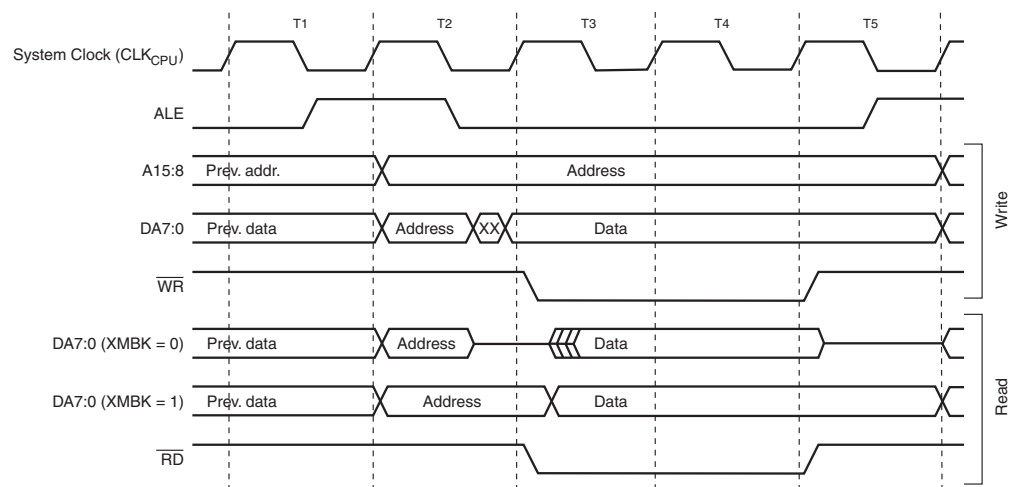 T1 T2 T3 T4 T5
System Clock (CLKCPU)
ALE
A15:8 Prev. addr. Address
DA7:0 Prev. data Address XX Data
WR
Write
DA7:0 (XMBK = 0) Prev. data Address Data
DA7:0 (XMBK = 1) Prev. data Address Data
RD
Read